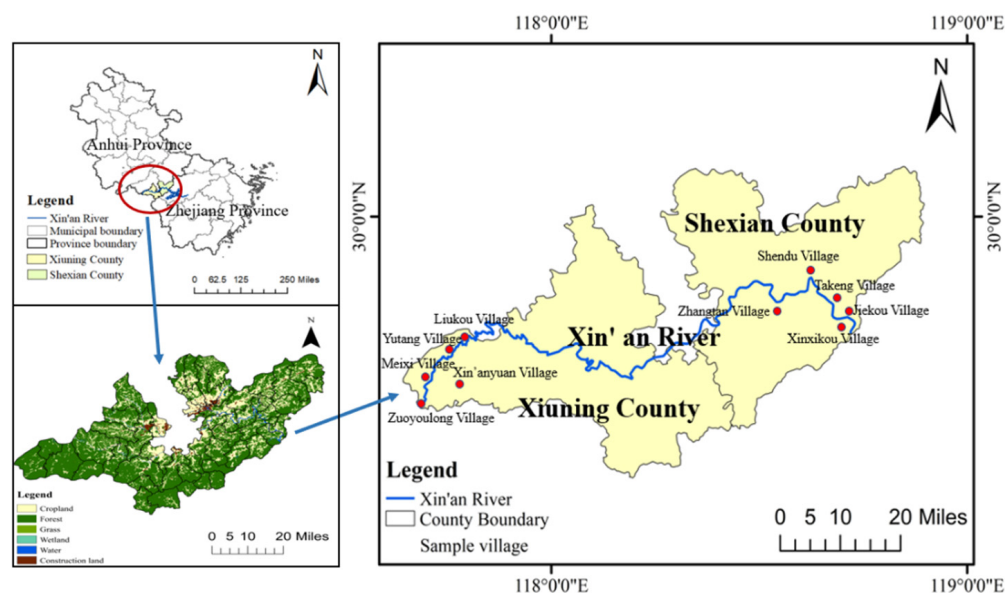 N
Anhui Province
Zhejiang Province
Legend
Xin'an River
Municipal boundary
Province boundary
Xiuning County
Shexian County
0 62.5 125 250 Miles
N
Legend
Cropland
Forest
Grass
Wetland
Water
Construction land
0 5 10 20 Miles
118°0'0"E 119°0'0"E
N
30°0'0"N 30°0'0"N
Shexian County
Shendu Village
Takeng Village
Zhangtan Village
Jiekou Village
Xinxikou Village
Liukou Village
Yutang Village
Xin' an River
Meixi Village
Xin'anyuan Village
Zuoyoulong Village
Xiuning County
Legend
Xin'an River
County Boundary
Sample village
0 5 10 20 Miles
118°0'0"E 119°0'0"E